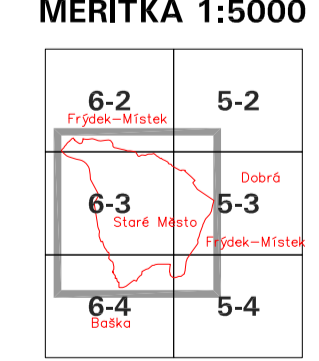 MĚŘÍTKA 1:5000
6-2 5-2
Frýdek-Místek
Dobrá
6-3 5-3
Staré Město
Frýdek-Místek
6-4 5-4
Baška